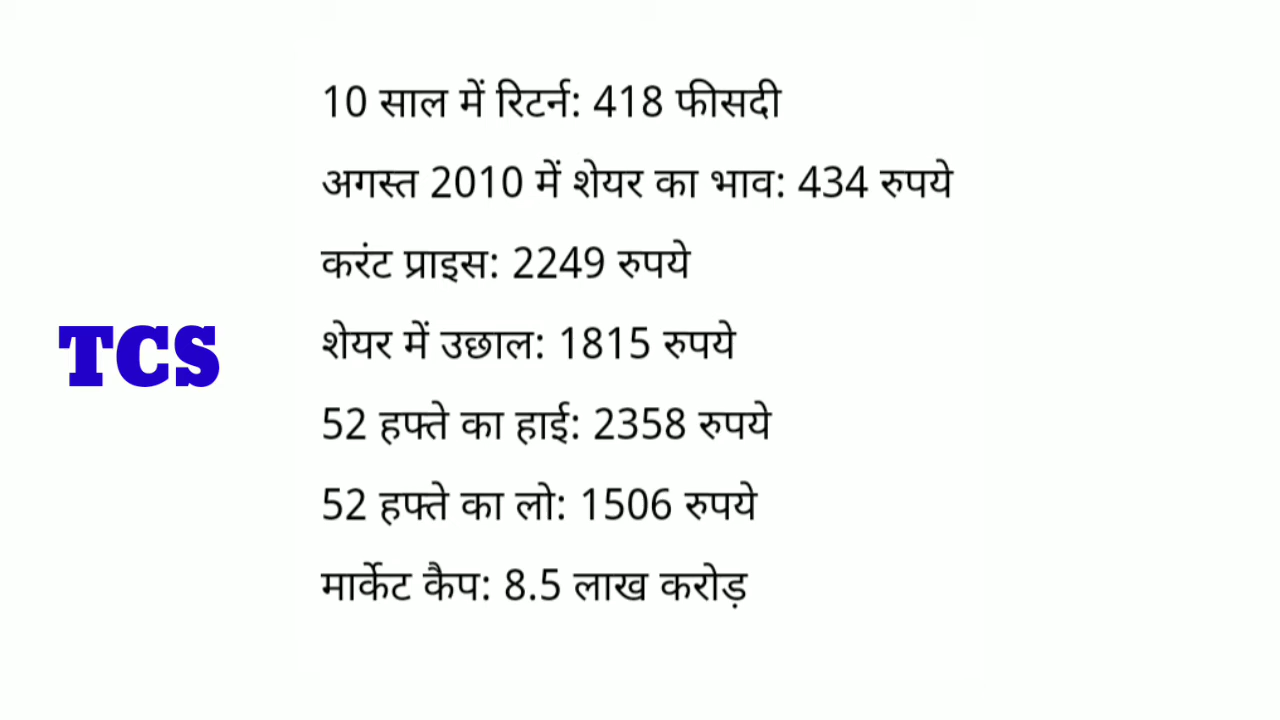 10 साल में रिटर्न: 418 फीसदी
अगस्त 2010 में शेयर का भाव: 434 रुपये
करंट प्राइस: 2249 रुपये
TCS
शेयर में उछाल: 1815 रुपये
52 हफ्ते का हाई: 2358 रुपये
52 हफ्ते का लो: 1506 रुपये
मार्केट कैप: 8.5 लाख करोड़